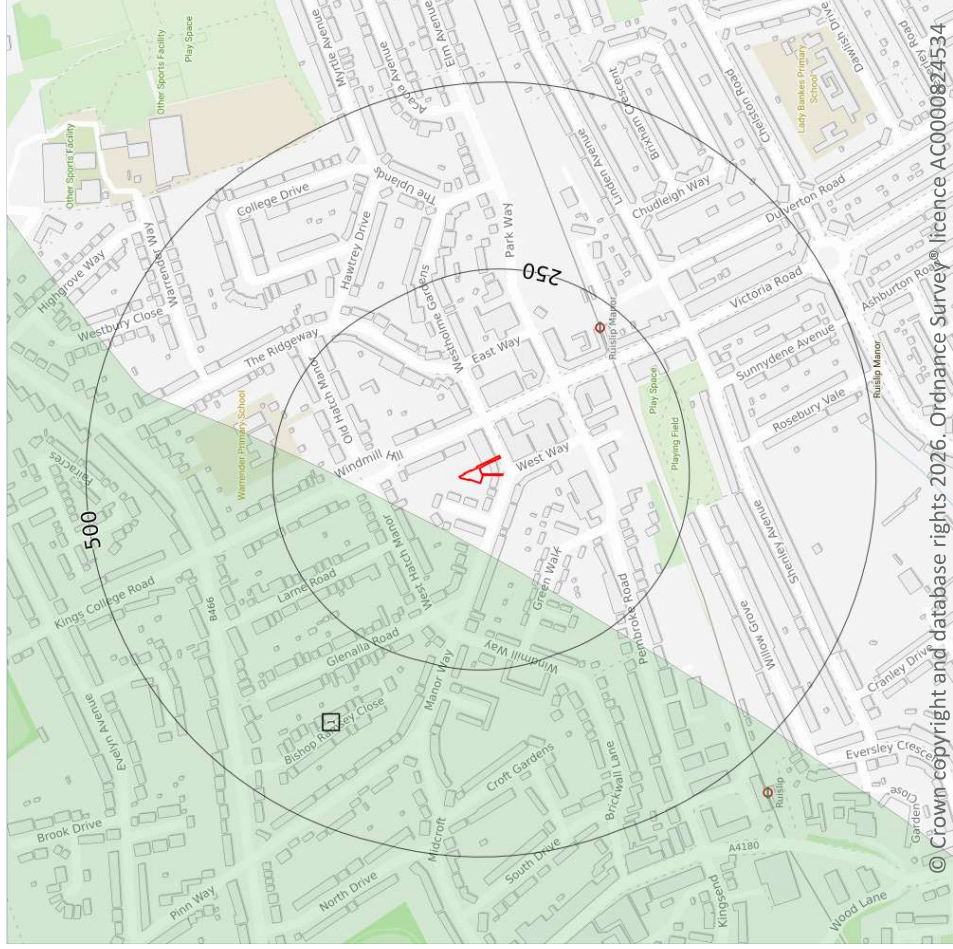 Other Sports Facility
Play Space
Other Sports Facility
Myrtle Avenue
Acacia Avenue
Elm Avenue
Lady Bankes Primary
School
Dawlish Drive
Chelston Road
Brixham Crescent
Linden Avenue
Chudleigh Way
Dulverton Road
College Drive
The Uplands
Hawtrey Drive
Park Way
Highgrove Way
Warrender Way
Westbury Close
The Ridgeway
Westholme Gardens
250
Victoria Road
Ashburton Road
Ruislip Manor
East Way
Old Hatch Manor
Warrender Primary School
Windmill Hill
West Way
Play Space
Playing Field
Sunnydene Avenue
Rosebury Vale
Ruislip Manor
Fairacres
500
Kings College Road
B466
Larne Road
West Hatch Manor
Green Walk
Pembroke Road
Shenley Avenue
Willow Grove
Glenalla Road
Windmill Way
Manor Way
1
Bishop Ramsey Close
Evelyn Avenue
Croft Gardens
Brickwall Lane
Cranley Drive
Eversley Crescent
Ruislip
Brook Drive
Midcroft
South Drive
A4180
Garden
Close
Pinn Way
North Drive
Kingsend
Wood Lane
© Crown copyright and database rights 2026. Ordnance Survey® licence AC0000824534